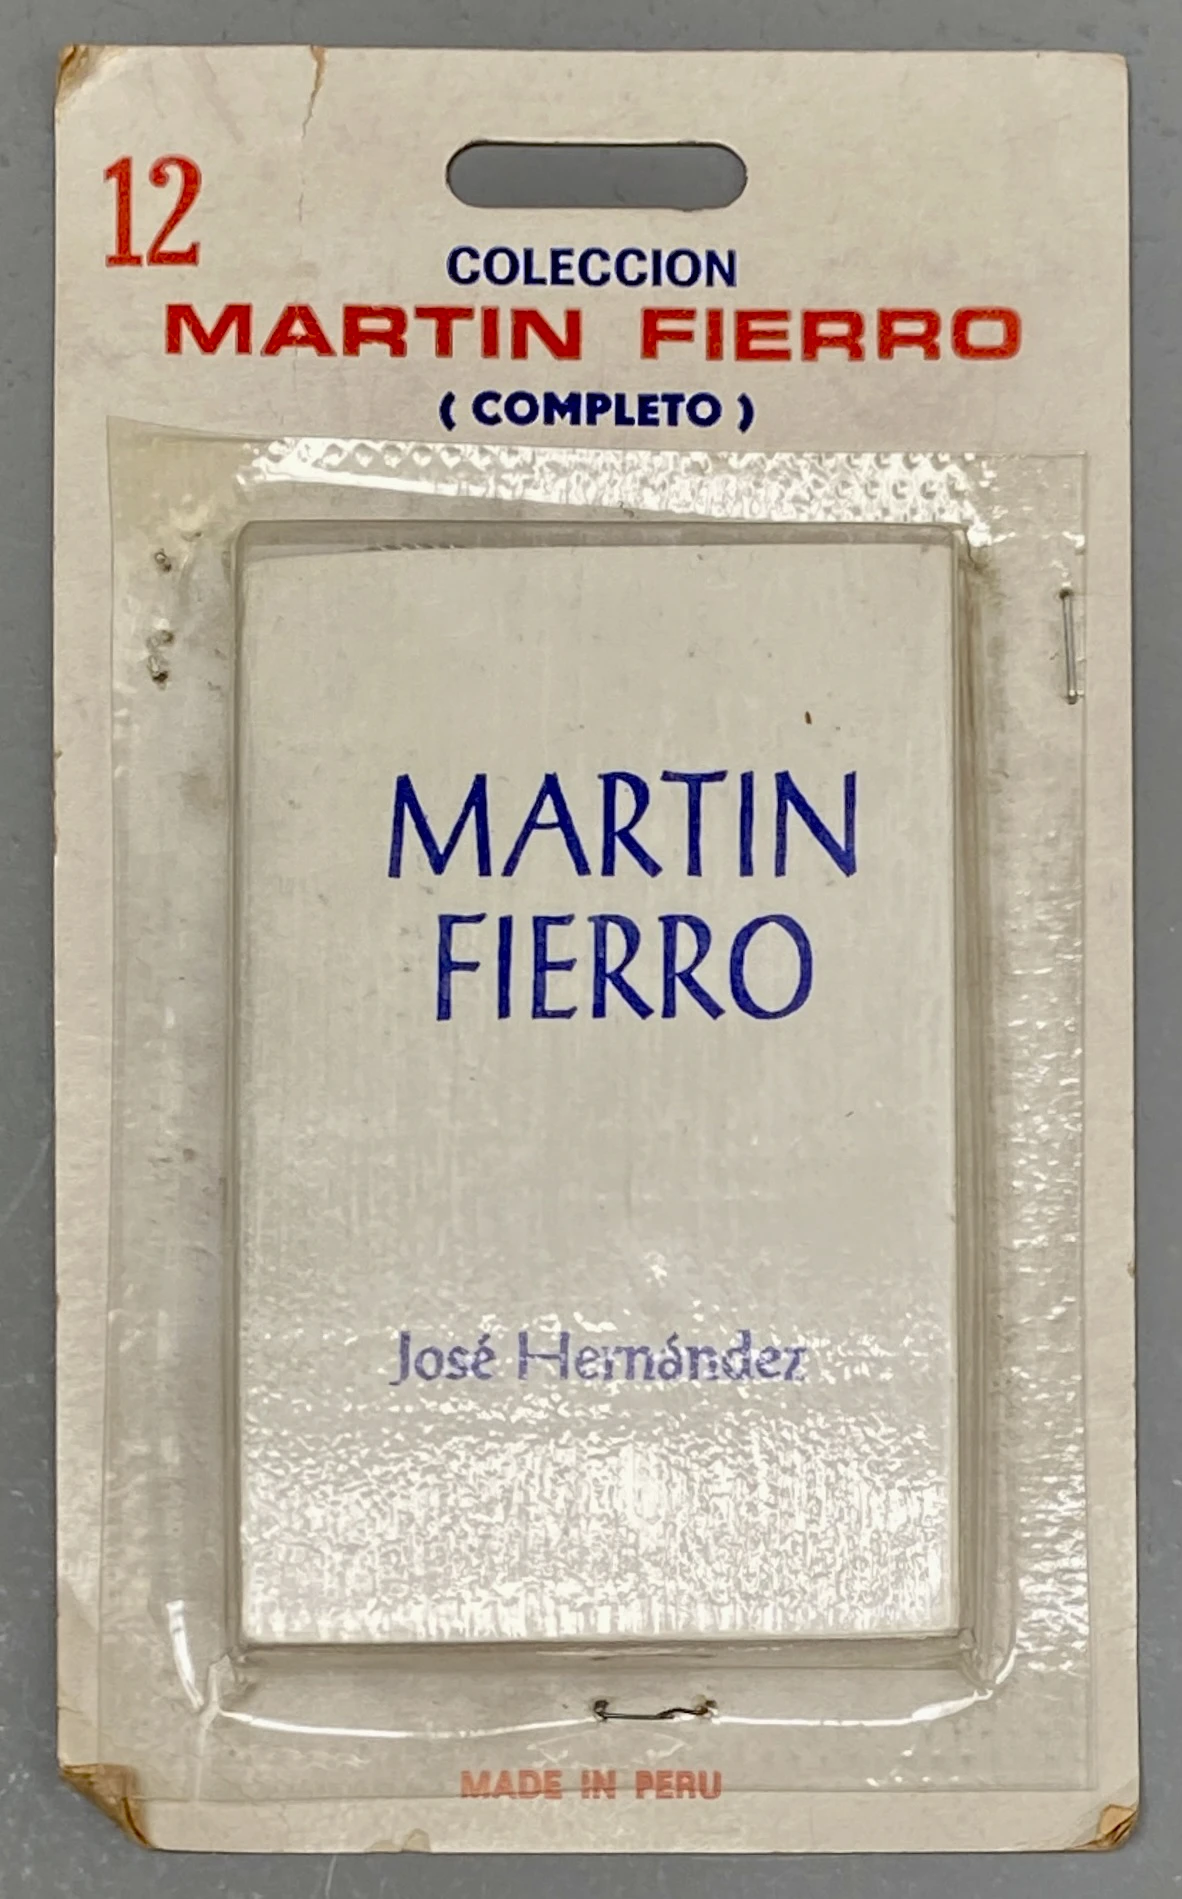 12
COLECCION
MARTIN FIERRO
( COMPLETO )
MARTIN
FIERRO
José Hernández
MADE IN PERU